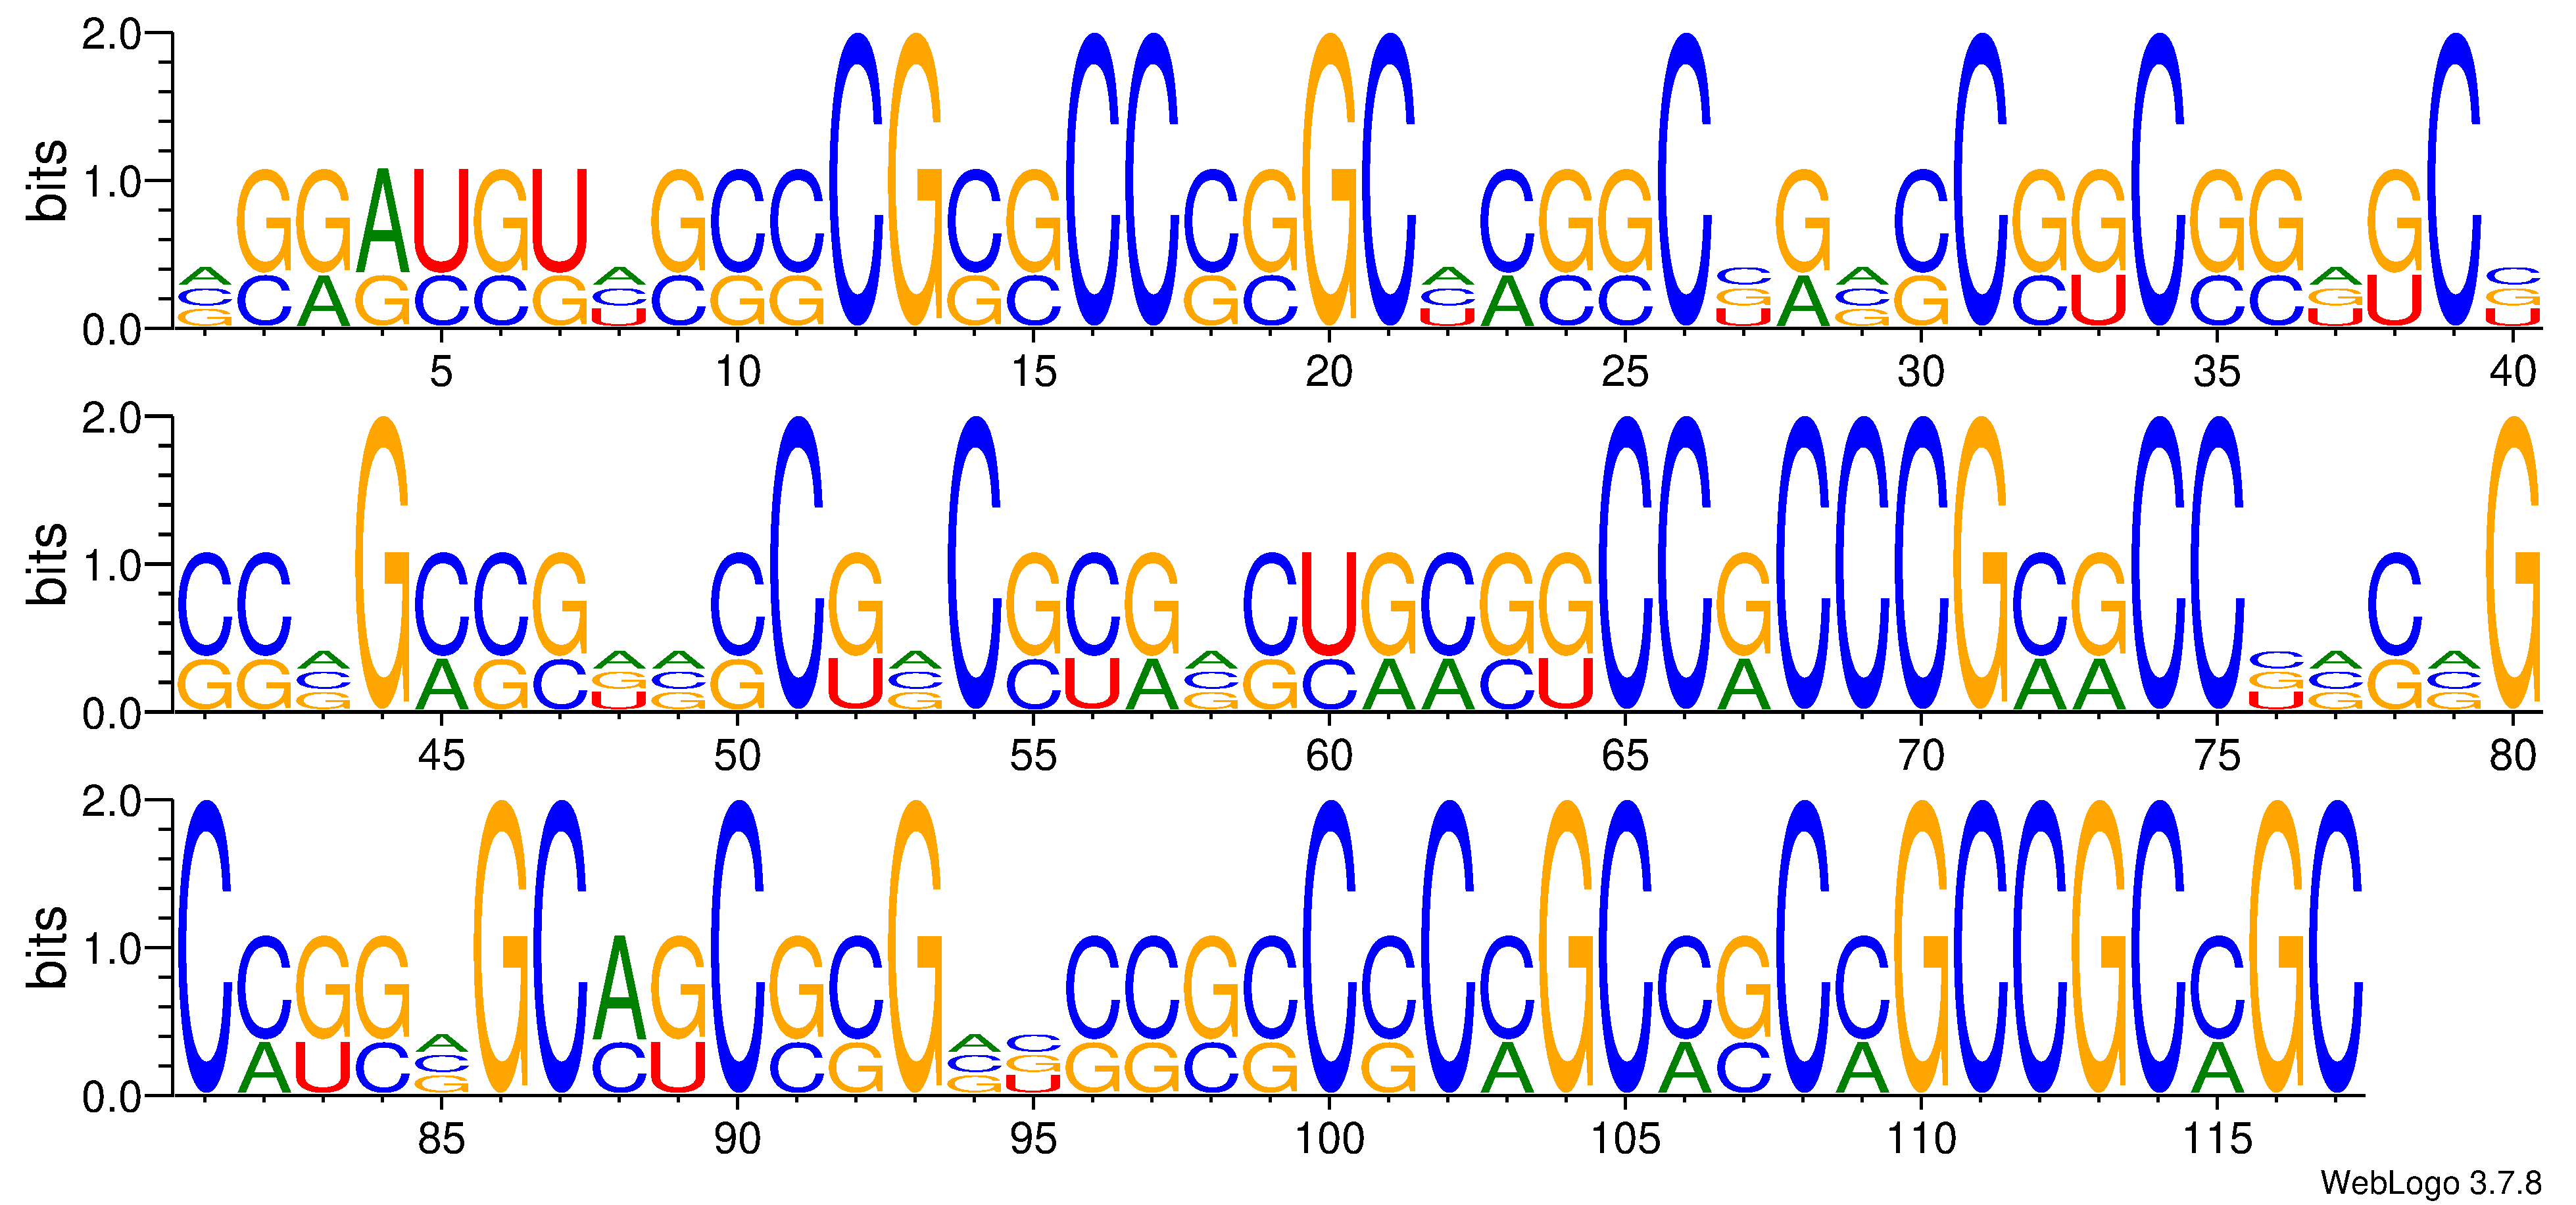 2.0
bits
1.0
0.0
A G G A U G U A G C C C G C G C C C G G C A C G G C C G A C C G G C G G A G C C
C C A G C C G C C G G G C G C C A C C G A C G C U C C G U G
G U U U G U U
5 10 15 20 25 30 35 40
2.0
bits
1.0
0.0
C C A G C C G A A C C G A C G C G A C U G C G G C C G C C C G C G C C C A C A G
G G C A G C G C G U C C U A C G C A A C U A A A G C G C
G U G G G U G G
45 50 55 60 65 70 75 80
2.0
bits
1.0
0.0
C C G G A G C A G C G C G A C C C G C C C C C G C C G C C G C C G C C G C
A U C C C U C G C G G G C G G A A C A A
G G U
85 90 95 100 105 110 115
WebLogo 3.7.8